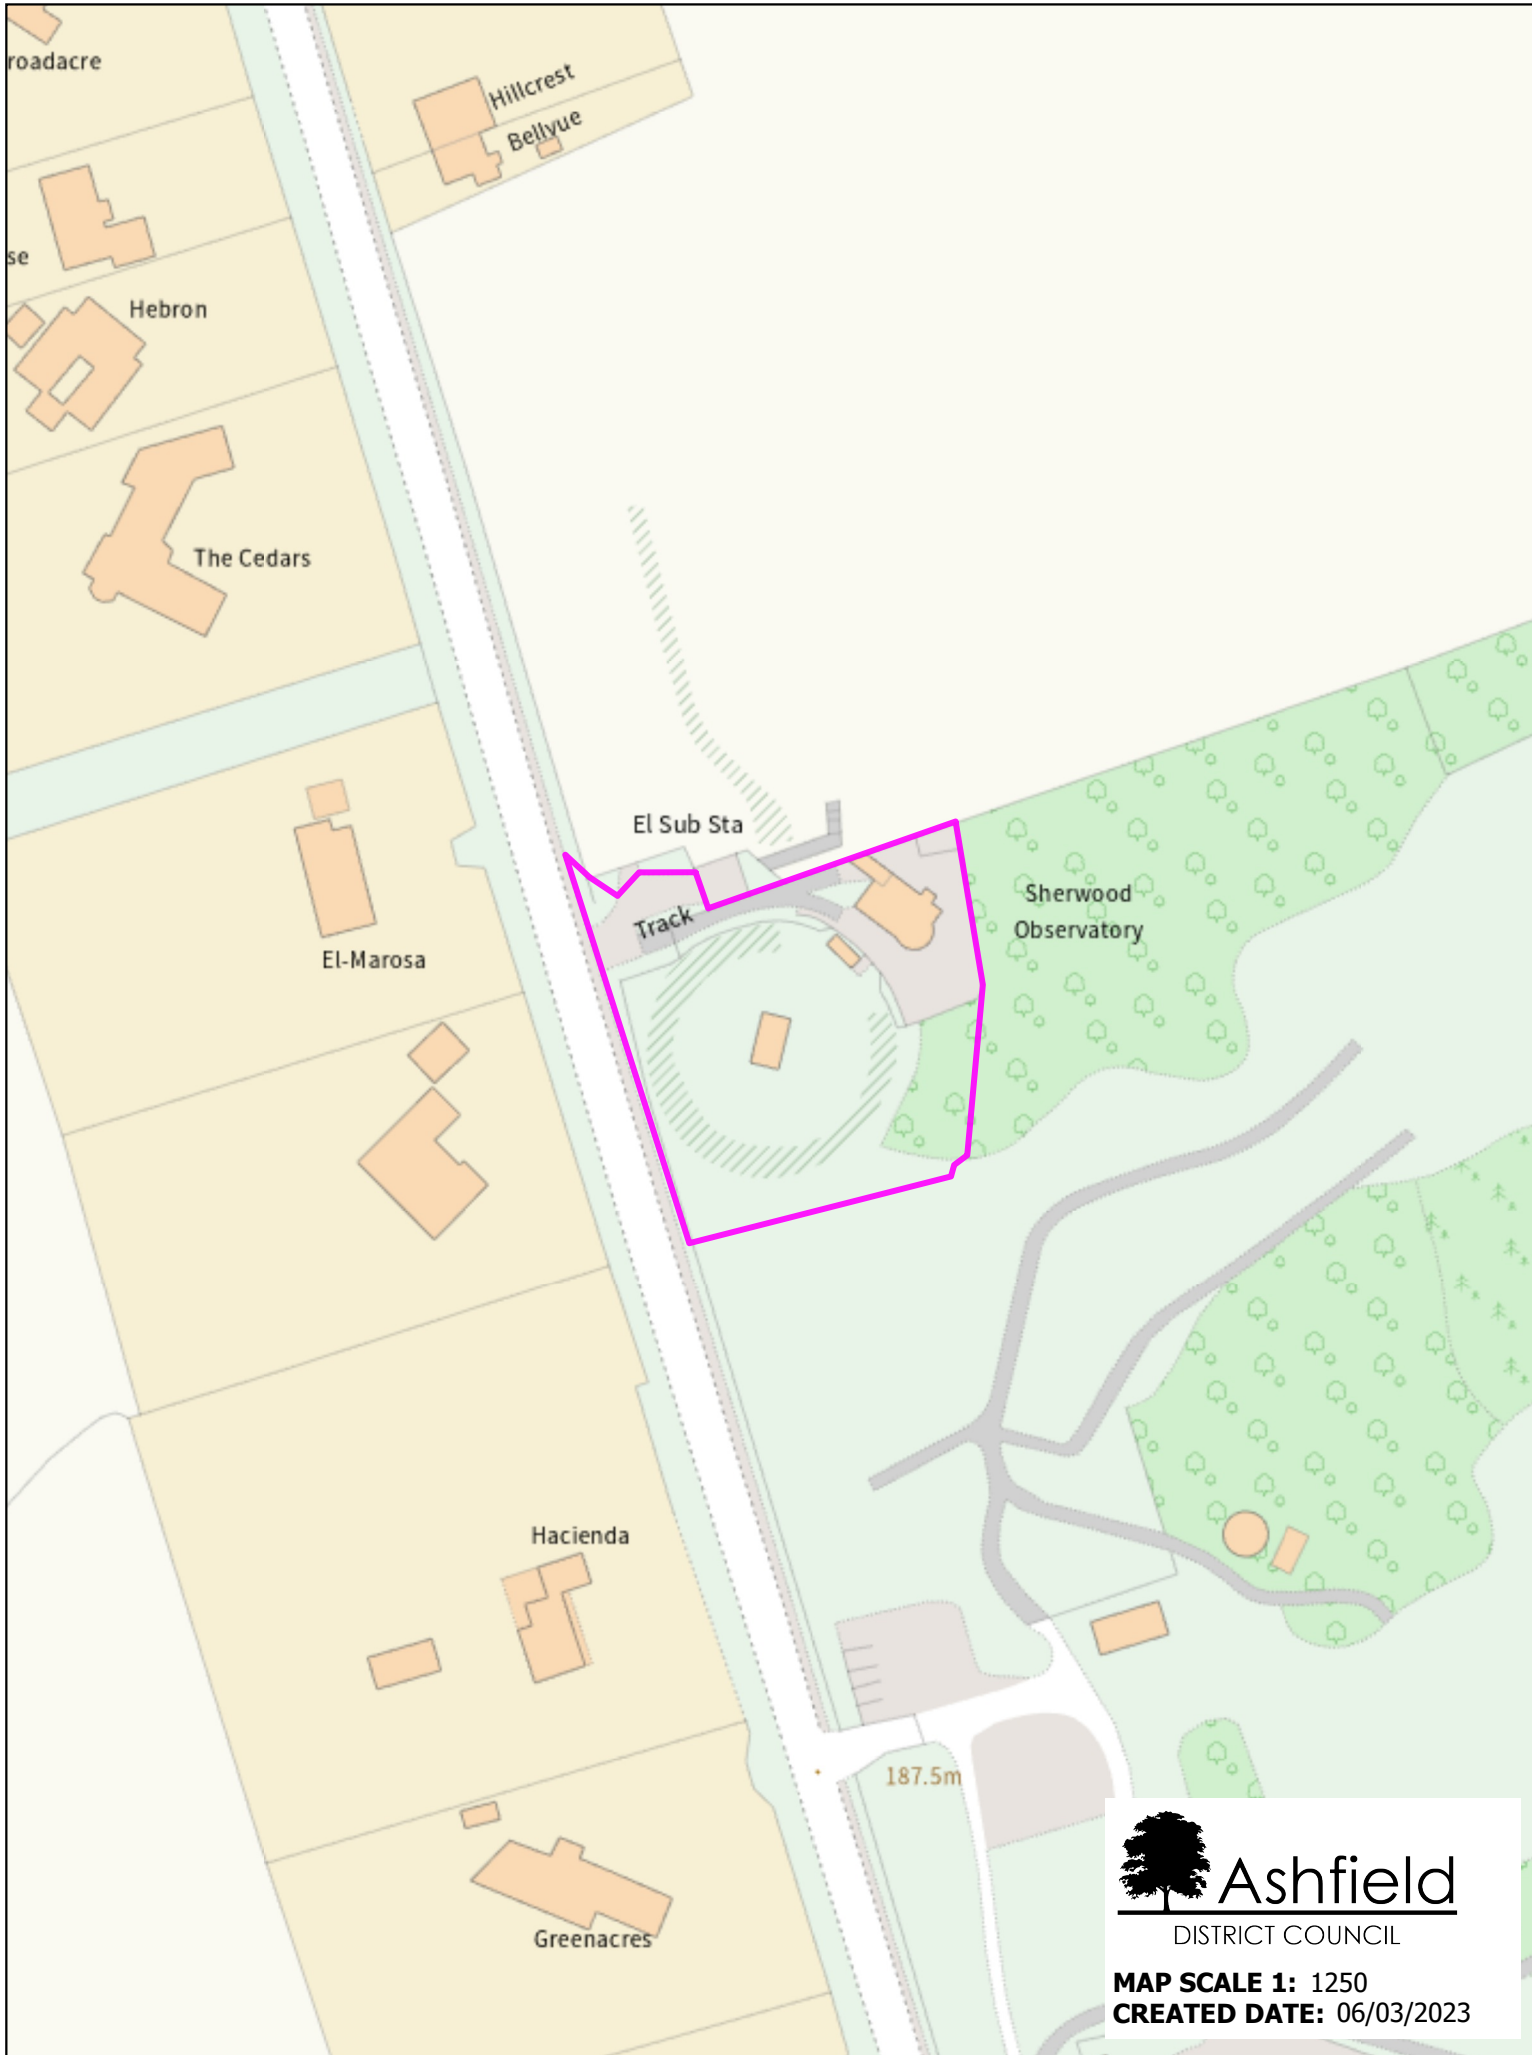 roadacre
Hillcrest
Bellvue
se
Hebron
The Cedars
El Sub Sta
Track
Sherwood
Observatory
El-Marosa
Hacienda
187.5m
Greenacres
Ashfield
DISTRICT COUNCIL
MAP SCALE 1: 1250
CREATED DATE: 06/03/2023